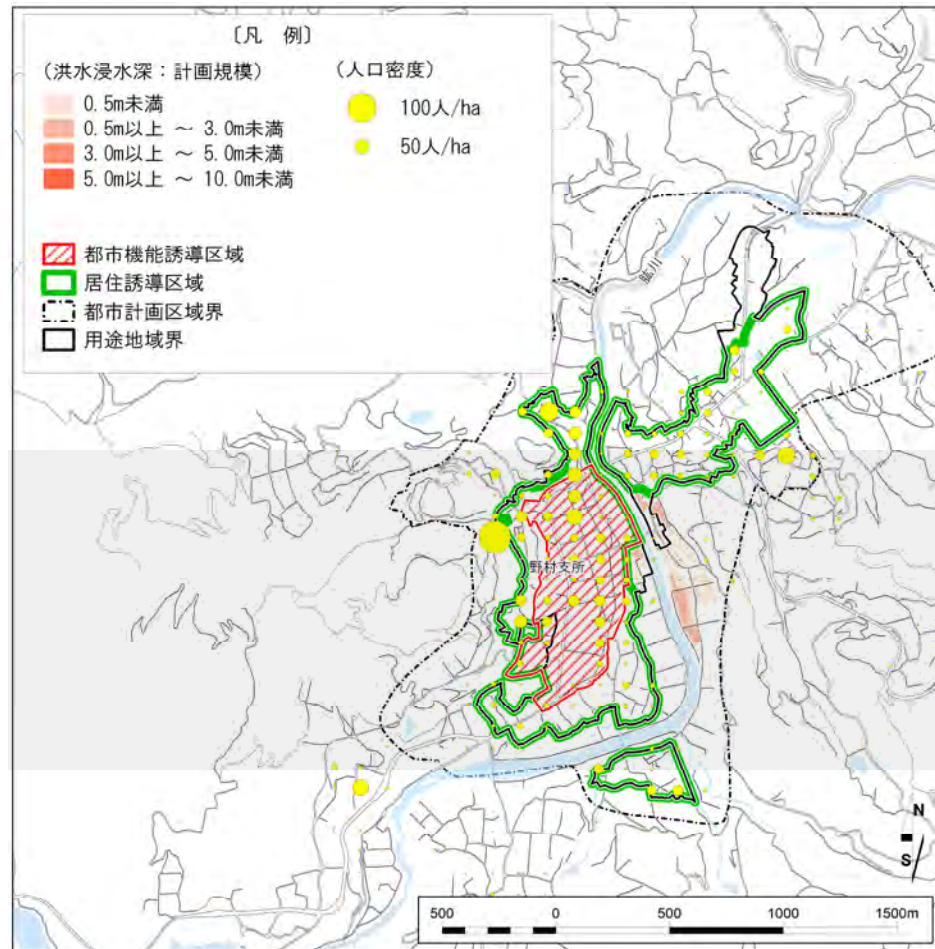 〔凡 例〕
(洪水浸水深:計画規模)
0.5m未満
0.5m以上 ~ 3.0m未満
3.0m以上 ~ 5.0m未満
5.0m以上 ~ 10.0m未満
(人口密度)
100人/ha
50人/ha
都市機能誘導区域
居住誘導区域
都市計画区域界
用途地域界
肱川
野村支所
N
S
500 0 500 1000 1500m